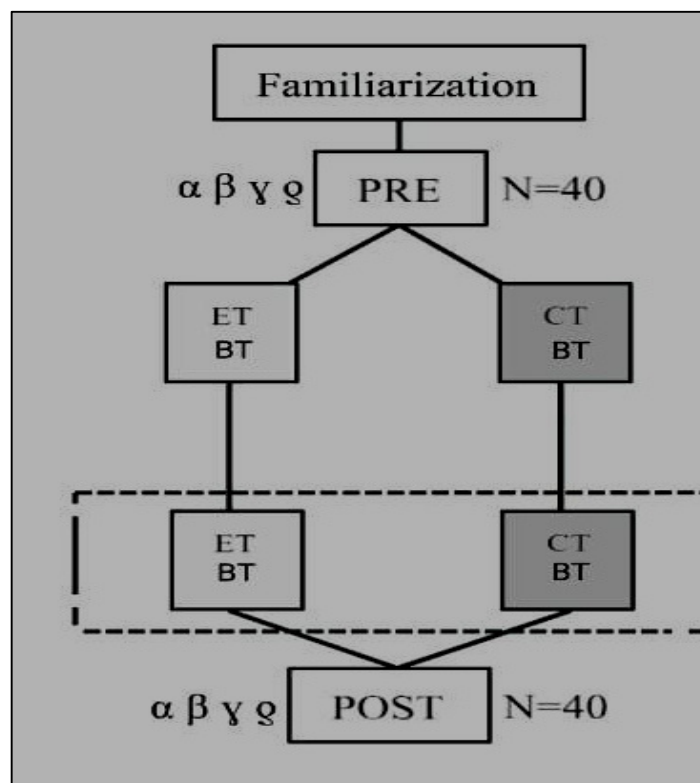 Familiarization
α β γ ϱ PRE N=40
ET CT
BT BT
ET CT
BT BT
α β γ ϱ POST N=40